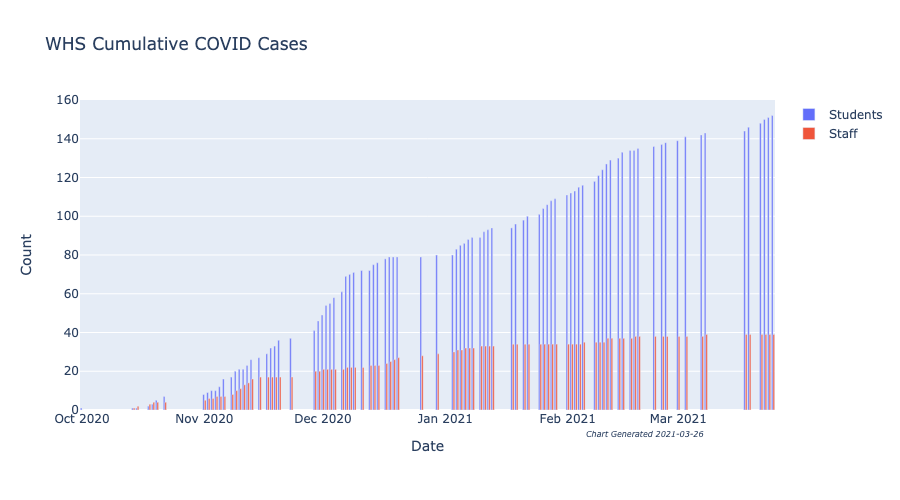 WHS Cumulative COVID Cases
160
140
120
100
80
60
40
20
0
Count
Oct 2020
Nov 2020
Dec 2020
Jan 2021
Feb 2021
Mar 2021
Chart Generated 2021-03-26
Date
Students
Staff